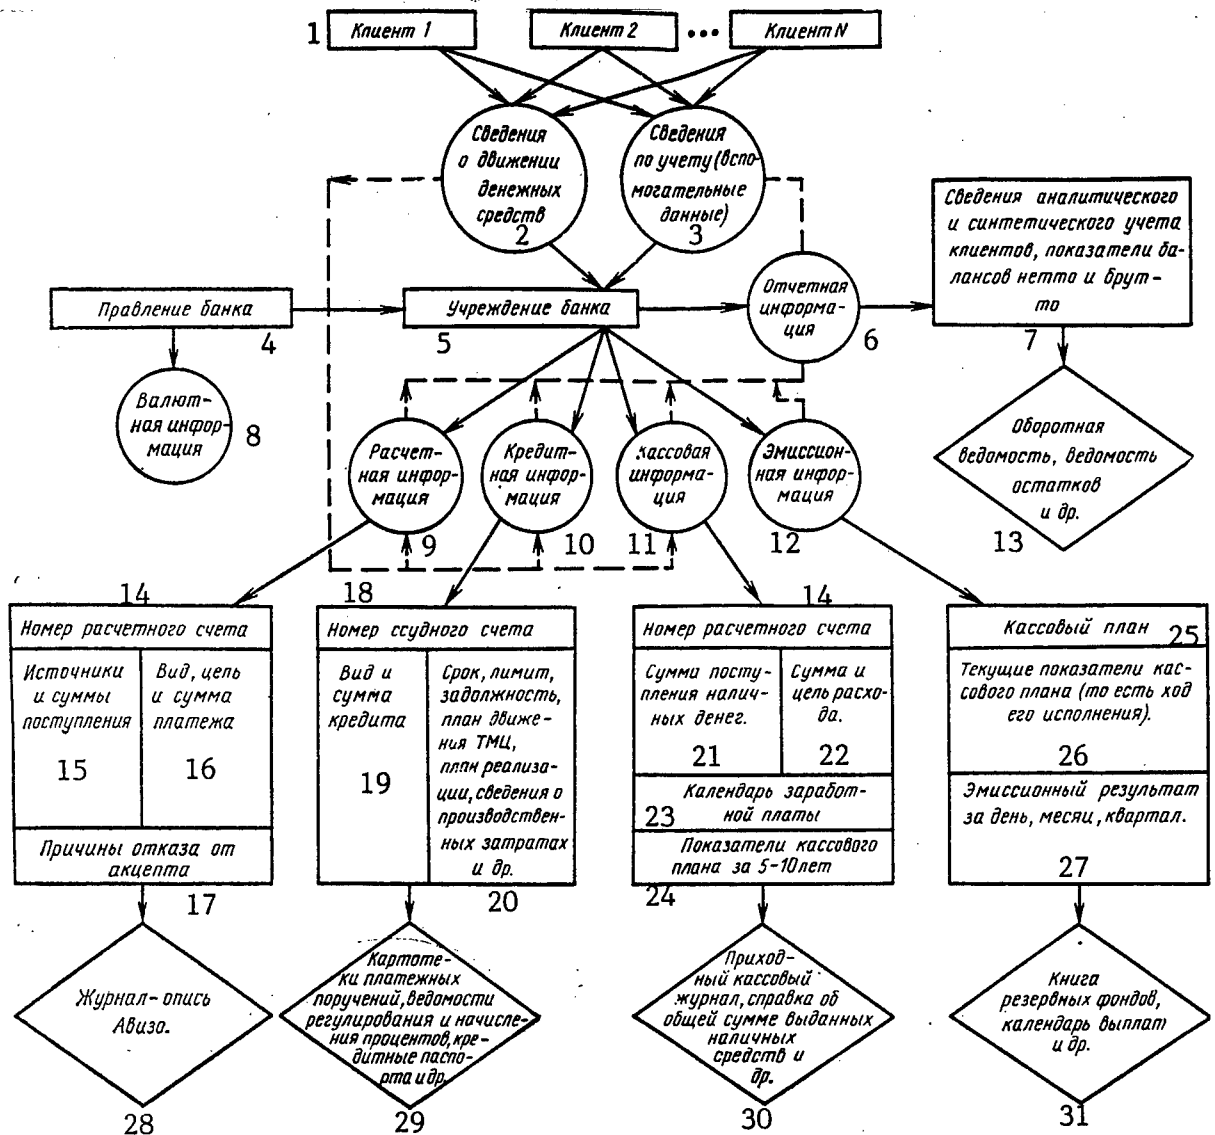 1
Клиент 1
Клиент 2
•••
Клиент N
Сведения
о движении
денежных
средств
2
Сведения
по учету (вспо-
могательные
данные)
3
Правление банка
4
Учреждение банка
5
Отчетная
информа-
ция
6
Сведения аналитического
и синтетического учета
клиентов, показатели ба-
лансов нетто и брут-
то
7
Валют-
ная инфор-
мация
8
Расчет-
ная инфор-
мация
9
Кредит-
ная инфор-
мация
10
Кассовая
информа-
ция
11
Эмиссион-
ная инфор-
мация
12
Оборотная
ведомость, ведомость
остатков
и др.
13
14
Номер расчетного счета
Источники
и суммы
поступления
15
Вид, цель
и сумма
платежа
16
Причины отказа от
акцепта
17
18
Номер ссудного счета
Вид и
сумма
кредита
19
Срок, лимит,
задолжность,
план движе-
ния ТМЦ,
план реализа-
ции, сведения о
производствен-
ных затратах
и др.
20
14
Номер расчетного счета
Сумма посту-
пления налич-
ных денег.
21
Сумма и
цель расхо-
да.
22
Календарь заработ-
23
ной платы
Показатели кассового
плана за 5-10 лет
24
Кассовый план
25
Текущие показатели кас-
сового плана (то есть ход
его исполнения).
26
Эмиссионный результат
за день, месяц, квартал.
27
Журнал-опись
Авизо.
28
Картоте-
ки платежных
поручений, ведомости
регулирования и начисле-
ния процентов, кре-
дитные паспо-
рта и др.
29
Приход-
ный кассовый
журнал, справка об
общей сумме выданных
наличных
средств и
др.
30
Книга
резервных фондов,
календарь выплат
и др.
31